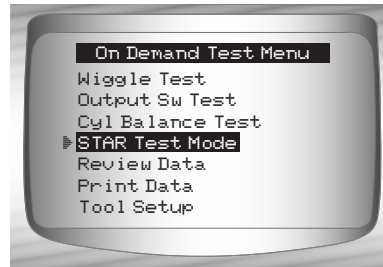 On Demand Test Menu
Wiggle Test
Output Sw Test
Cyl Balance Test
STAR Test Mode
Review Data
Print Data
Tool Setup